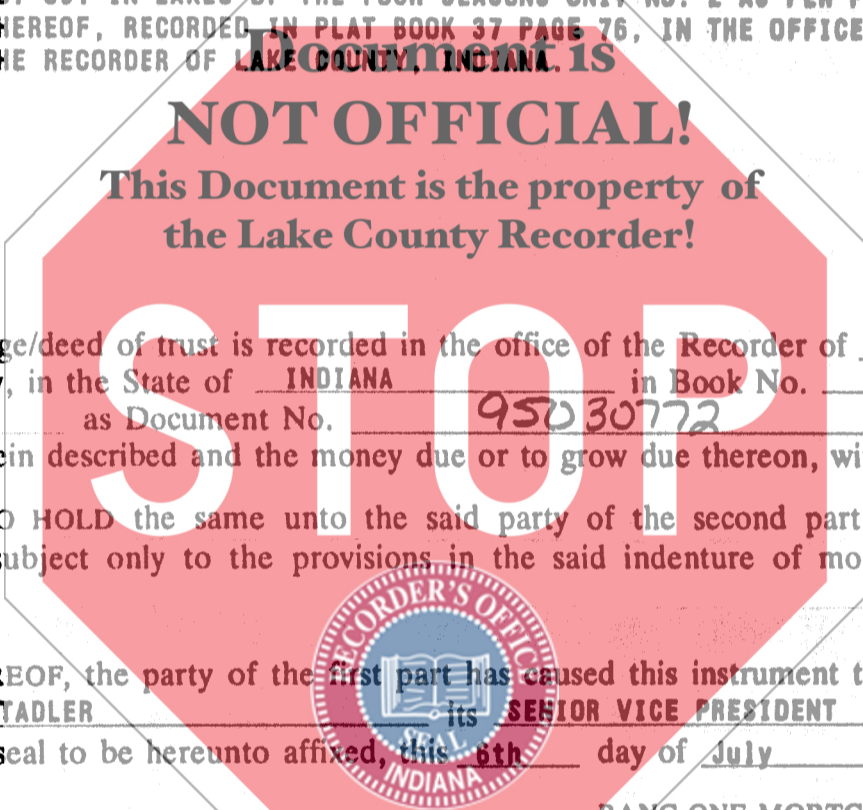 HEREOF, RECORDED IN PLAT BOOK 37 PAGE 76, IN THE OFFICE
HE RECORDER OF LAKE COUNTY, INDIANA.
Document is
NOT OFFICIAL!
This Document is the property of
the Lake County Recorder!
STOP
ge/deed of trust is recorded in the office of the Recorder of
, in the State of INDIANA in Book No.
as Document No. 95030772
ein described and the money due or to grow due thereon, wi
O HOLD the same unto the said party of the second part
subject only to the provisions in the said indenture of mo
REOF, the party of the first part has caused this instrument t
TADLER its SENIOR VICE PRESIDENT
seal to be hereunto affixed, this 6th day of July
RECORDER'S OFFICE
SEAL
INDIANA